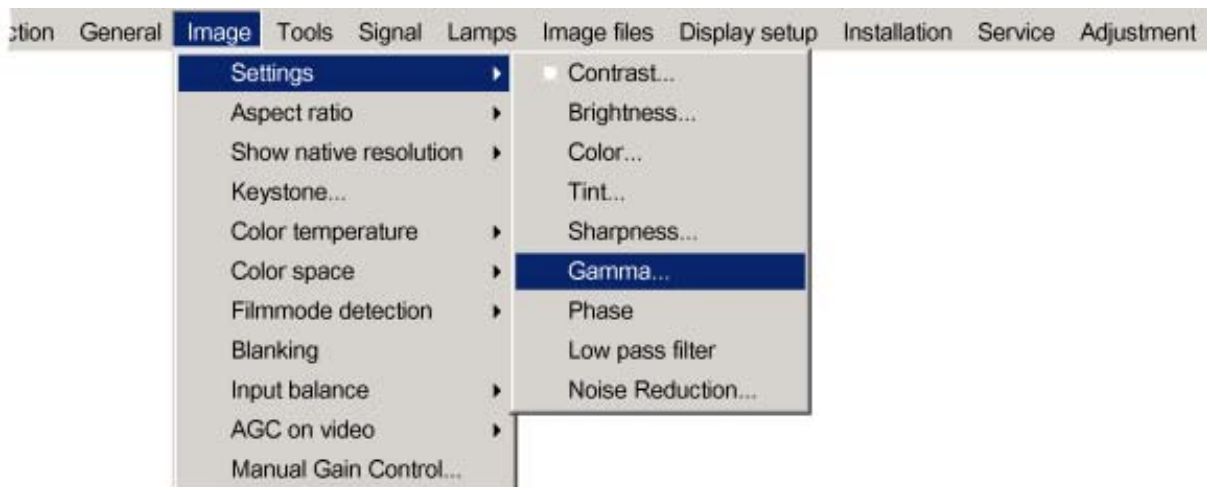 ction General Image Tools Signal Lamps Image files Display setup Installation Service Adjustment
Settings
Aspect ratio
Show native resolution
Keystone...
Color temperature
Color space
Filmmode detection
Blanking
Input balance
AGC on video
Manual Gain Control...
Contrast...
Brightness...
Color...
Tint...
Sharpness...
Gamma...
Phase
Low pass filter
Noise Reduction...